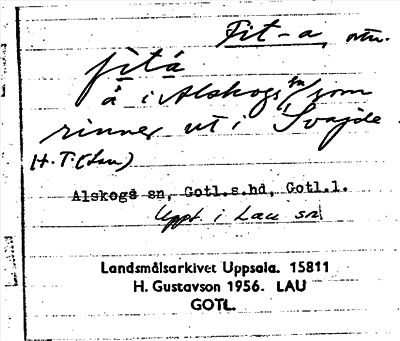 Fit-a, ortn.
fitá
å i Alskogs sn/som
rinner ut i Svajde.
H.T. (Lau)
Alskogs sn, Gotl.s.hd, Gotl.l.
Uppt. i Lau sn
Landsmålsarkivet Uppsala. 15811
H. Gustavson 1956. LAU
GOTL.